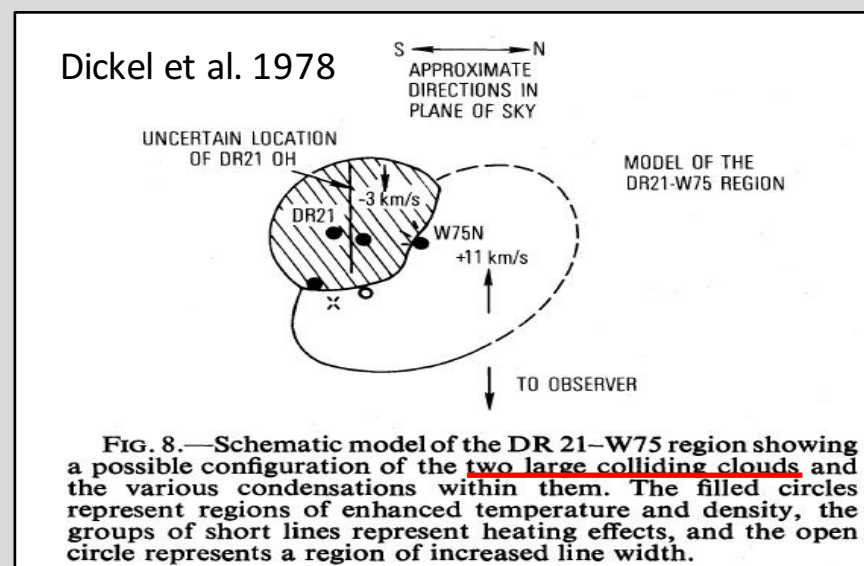 Dickel et al. 1978
S N
APPROXIMATE
DIRECTIONS IN
PLANE OF SKY
UNCERTAIN LOCATION
OF DR21 OH
MODEL OF THE
DR21-W75 REGION
-3 km/s
DR21
W75N
+11 km/s
TO OBSERVER
FIG. 8.—Schematic model of the DR 21–W75 region showing
a possible configuration of the two large colliding clouds and
the various condensations within them. The filled circles
represent regions of enhanced temperature and density, the
groups of short lines represent heating effects, and the open
circle represents a region of increased line width.